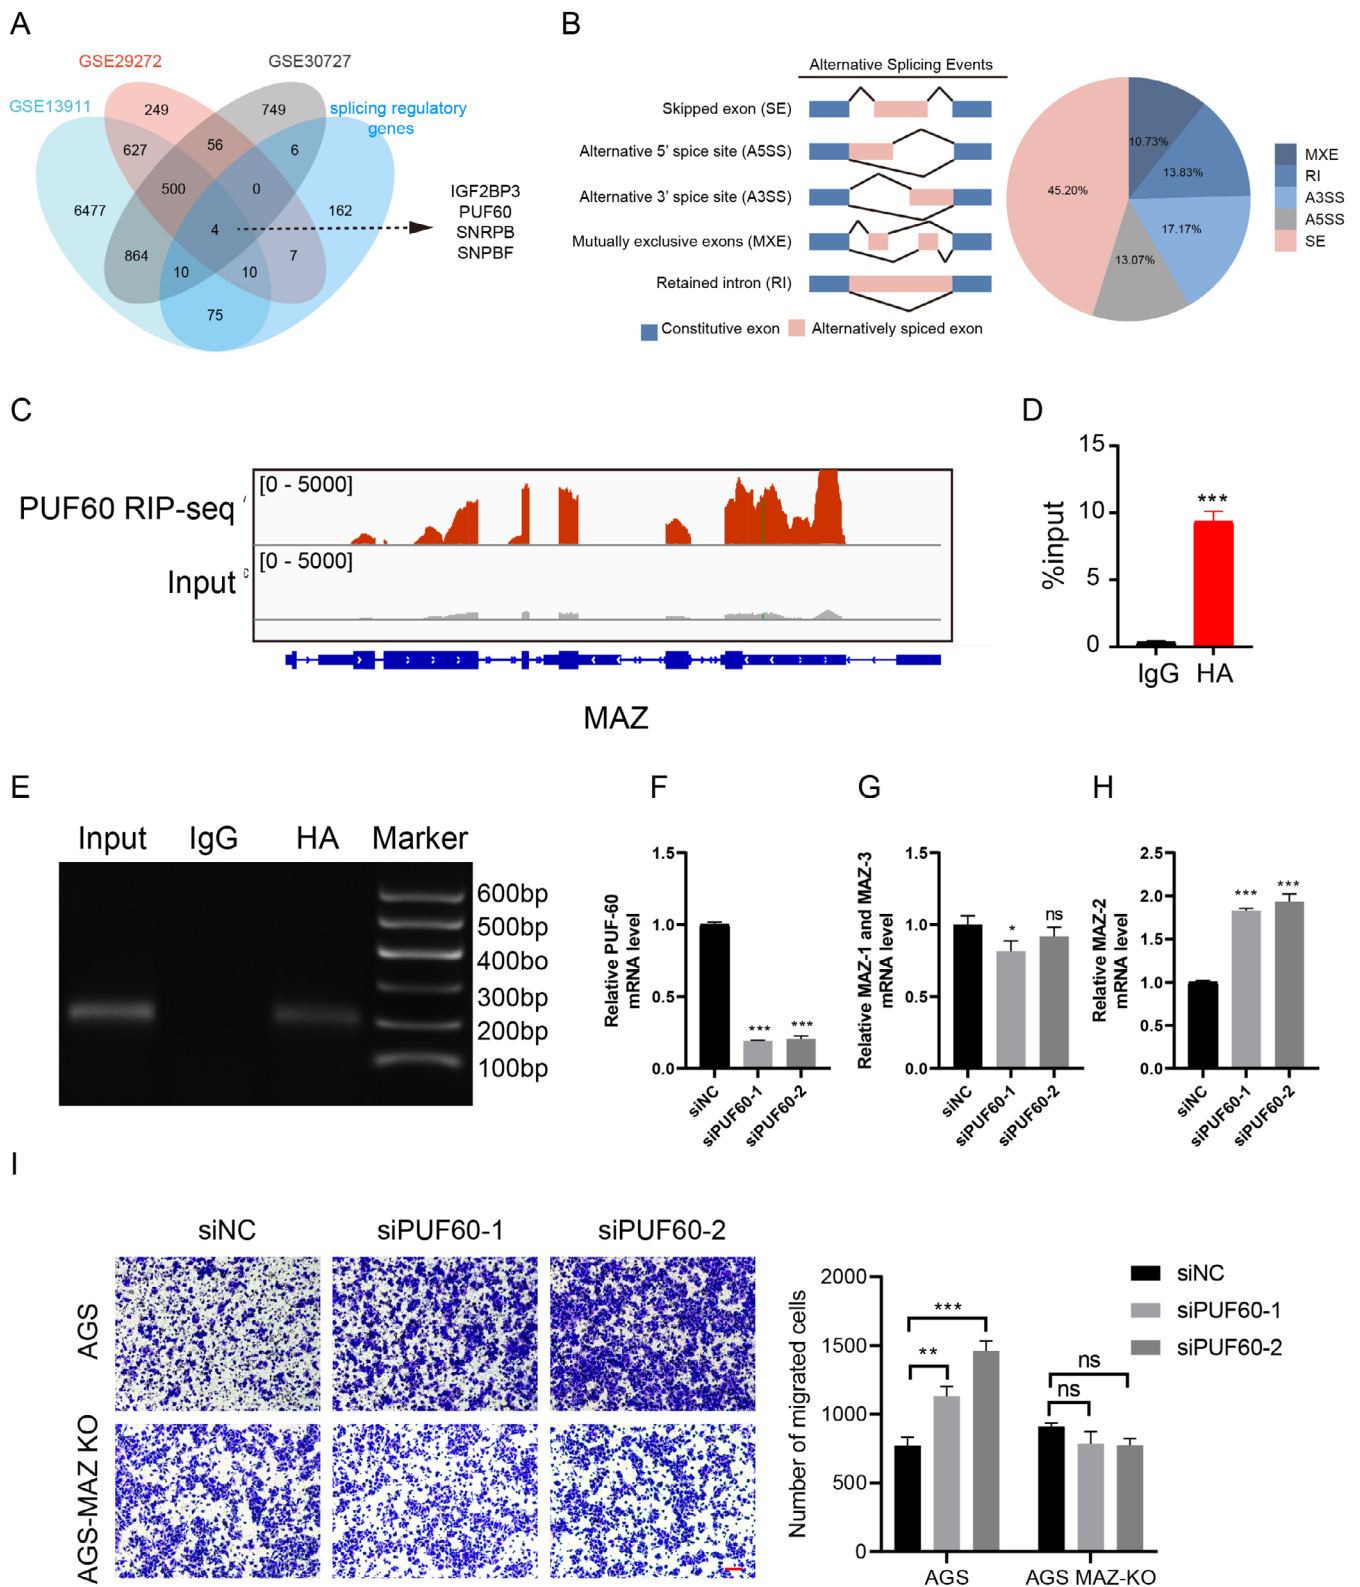 A
GSE29272
GSE30727
GSE13911
splicing regulatory
genes
249
749
627
56
6
6477
500
0
162
4
864
10
10
7
75
IGF2BP3
PUF60
SNRPB
SNPBF
B
Alternative Splicing Events
Skipped exon (SE)
Alternative 5' spice site (A5SS)
Alternative 3' spice site (A3SS)
Mutually exclusive exons (MXE)
Retained intron (RI)
Constitutive exon
Alternatively spiced exon
10.73%
13.83%
45.20%
17.17%
13.07%
MXE
RI
A3SS
A5SS
SE
C
PUF60 RIP-seq
[0 - 5000]
Input
[0 - 5000]
MAZ
D
%input
15
10
5
0
***
IgG
HA
E
Input
IgG
HA
Marker
600bp
500bp
400bo
300bp
200bp
100bp
F
Relative PUF-60
mRNA level
1.5
1.0
0.5
0.0
***
***
siNC
siPUF60-1
siPUF60-2
G
Relative MAZ-1 and MAZ-3
mRNA level
1.5
1.0
0.5
0.0
*
ns
siNC
siPUF60-1
siPUF60-2
H
Relative MAZ-2
mRNA level
2.5
2.0
1.5
1.0
0.5
0.0
***
***
siNC
siPUF60-1
siPUF60-2
I
siNC
siPUF60-1
siPUF60-2
AGS
AGS-MAZ KO
Number of migrated cells
2000
1500
1000
500
0
***
**
ns
ns
AGS
AGS MAZ-KO
siNC
siPUF60-1
siPUF60-2